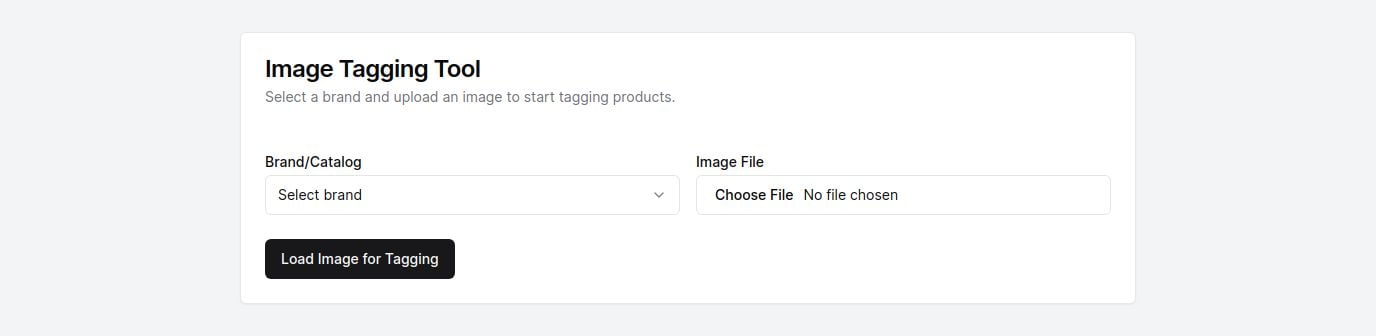 Image Tagging Tool
Select a brand and upload an image to start tagging products.
Brand/Catalog
Select brand
Image File
Choose File No file chosen
Load Image for Tagging